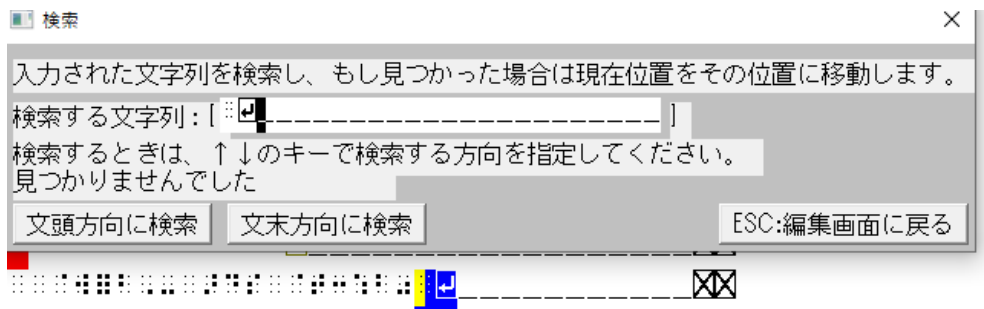 検索
入力された文字列を検索し、もし見つかった場合は現在位置をその位置に移動します。
検索する文字列：[ ]
検索するときは、↑↓のキーで検索する方向を指定してください。
見つかりませんでした
文頭方向に検索 文末方向に検索 ESC:編集画面に戻る